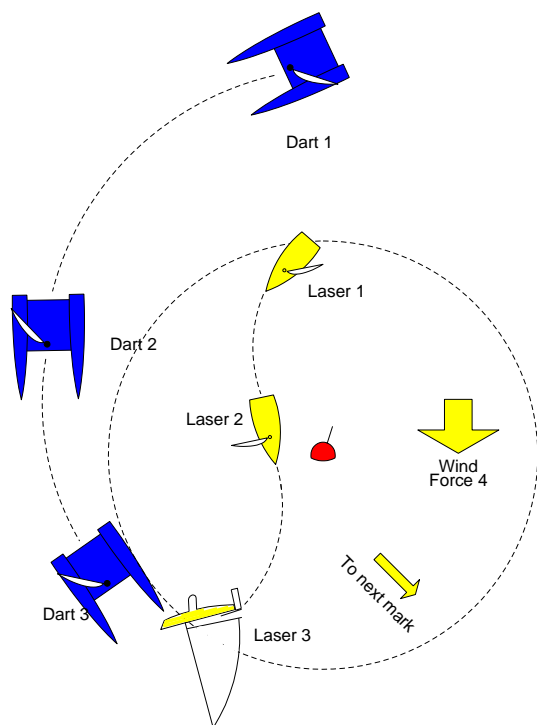 Dart 1
Laser 1
Dart 2
Laser 2
Wind
Force 4
To next mark
Dart 3
Laser 3